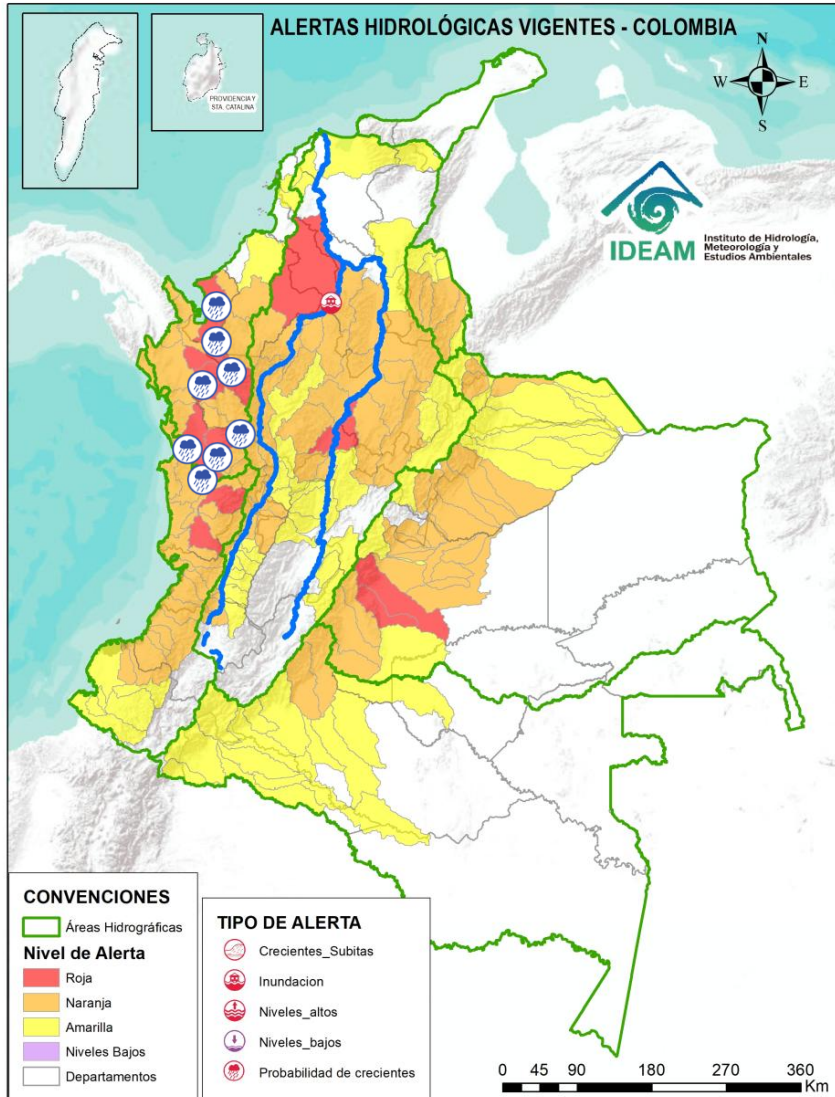 ALERTAS HIDROLÓGICAS VIGENTES - COLOMBIA
PROVIDENCIA Y
STA. CATALINA
N
W
E
S
IDEAM
Instituto de Hidrología,
Meteorología y
Estudios Ambientales
CONVENCIONES
Áreas Hidrográficas
Nivel de Alerta
Roja
Naranja
Amarilla
Niveles Bajos
Departamentos
TIPO DE ALERTA
Crecientes_Subitas
Inundacion
Niveles_altos
Niveles_bajos
Probabilidad de crecientes
0 45 90 180 270 360
Km